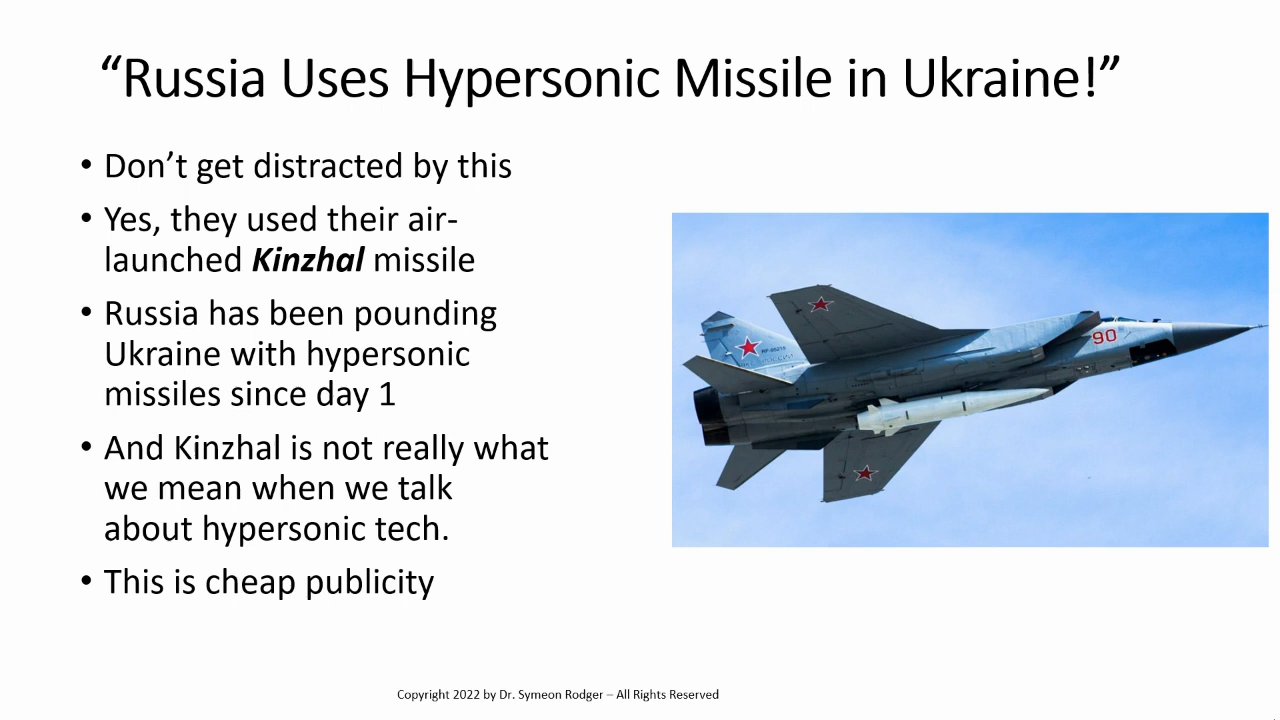 “Russia Uses Hypersonic Missile in Ukraine!”
• Don’t get distracted by this
• Yes, they used their air-
launched Kinzhal missile
• Russia has been pounding
Ukraine with hypersonic
missiles since day 1
• And Kinzhal is not really what
we mean when we talk
about hypersonic tech.
• This is cheap publicity
90
Copyright 2022 by Dr. Symeon Rodger – All Rights Reserved